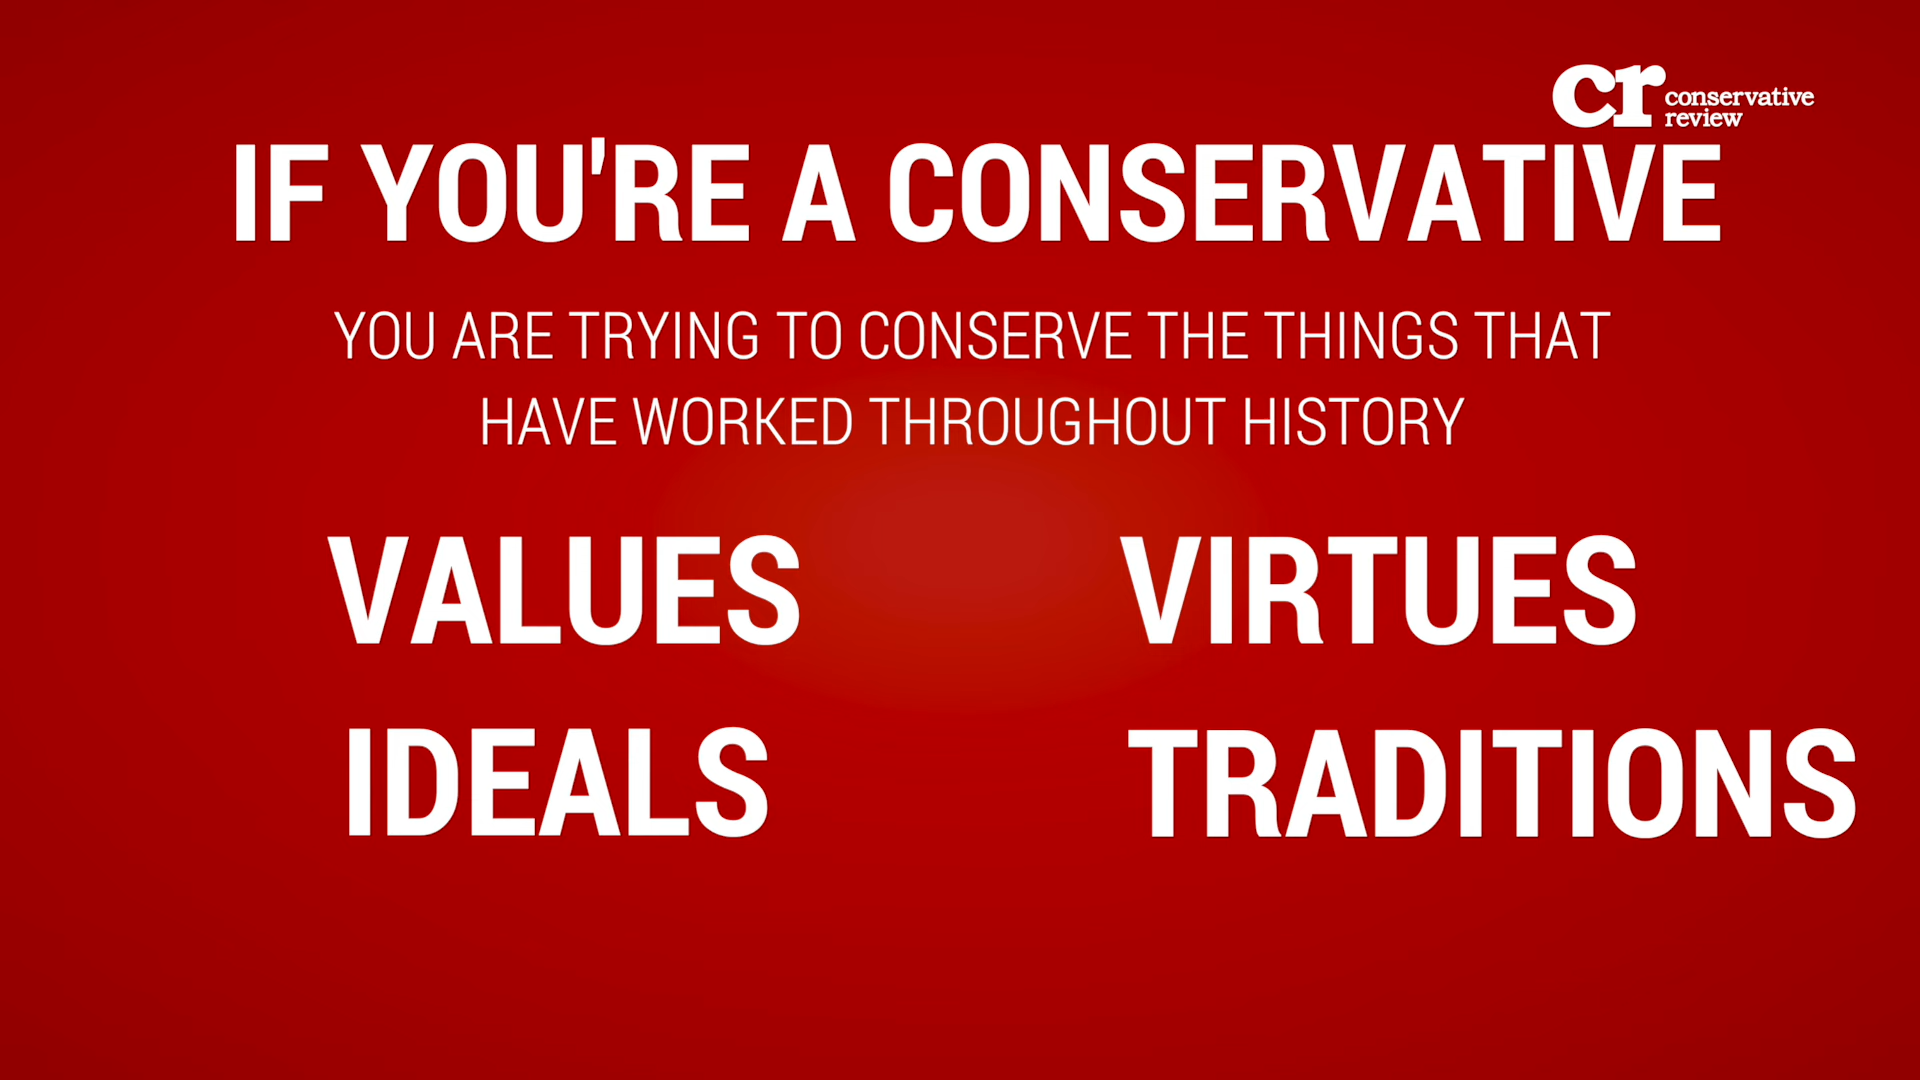 cr conservative
review
IF YOU'RE A CONSERVATIVE
YOU ARE TRYING TO CONSERVE THE THINGS THAT
HAVE WORKED THROUGHOUT HISTORY
VALUES VIRTUES
IDEALS TRADITIONS